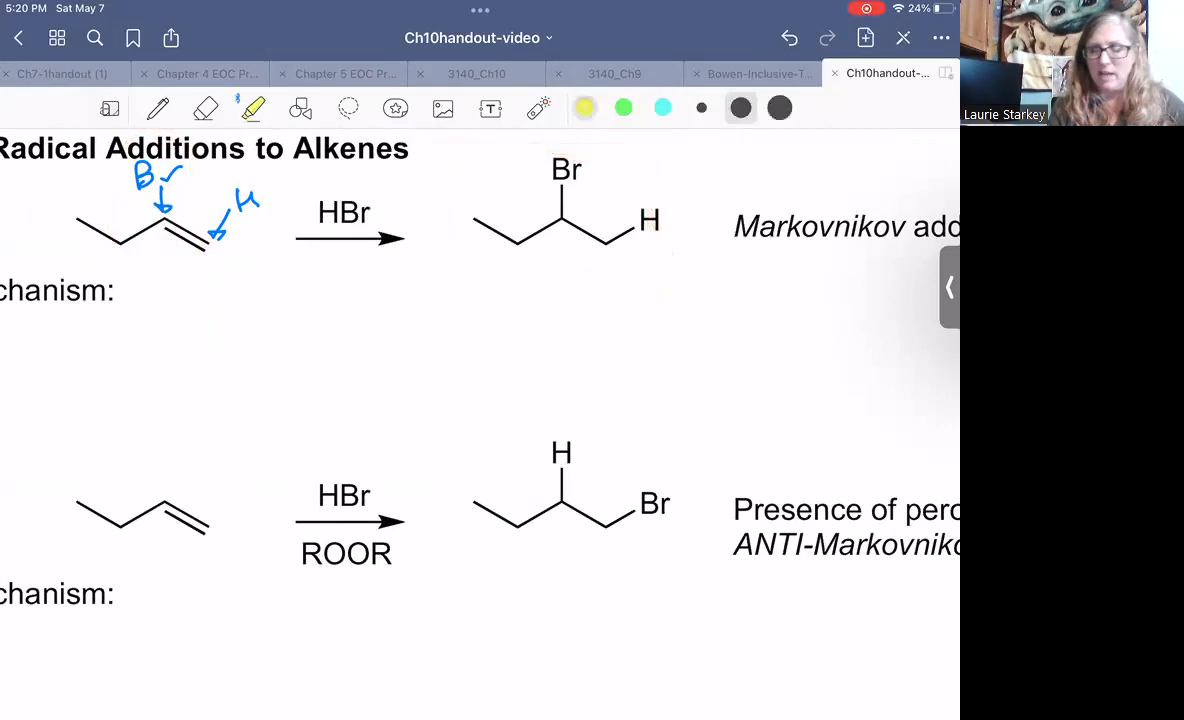 5:20 PM Sat May 7
24%
Ch10handout-video
Ch7-1handout (1)
Chapter 4 EOC Pr...
Chapter 5 EOC Pr...
3140_Ch10
3140_Ch9
Bowen-Inclusive-T...
Ch10handout-...
Laurie Starkey
Radical Additions to Alkenes
Br
H
HBr
Br
H
Markovnikov add
chanism:
HBr
ROOR
H
Br
Presence of pero
ANTI-Markovniko
chanism: